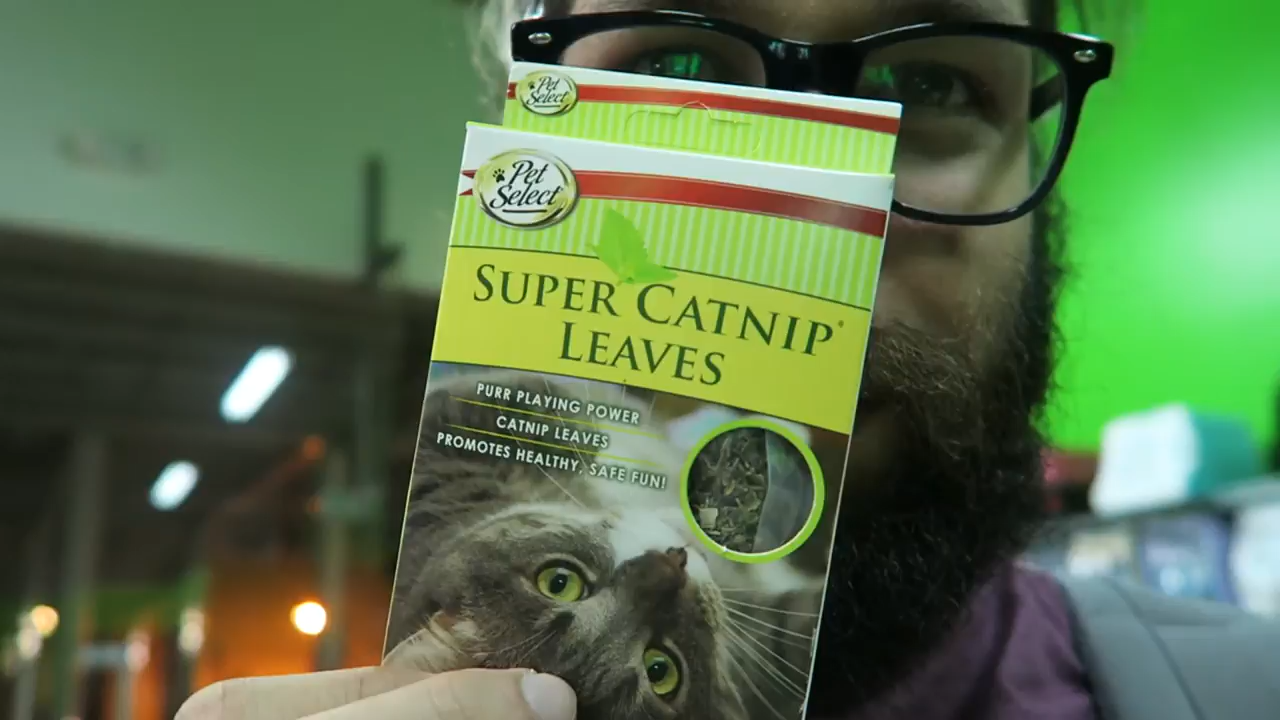 Pet
Select
Pet
Select
SUPER CATNIP®
LEAVES
PURR PLAYING POWER
CATNIP LEAVES
PROMOTES HEALTHY, SAFE FUN!